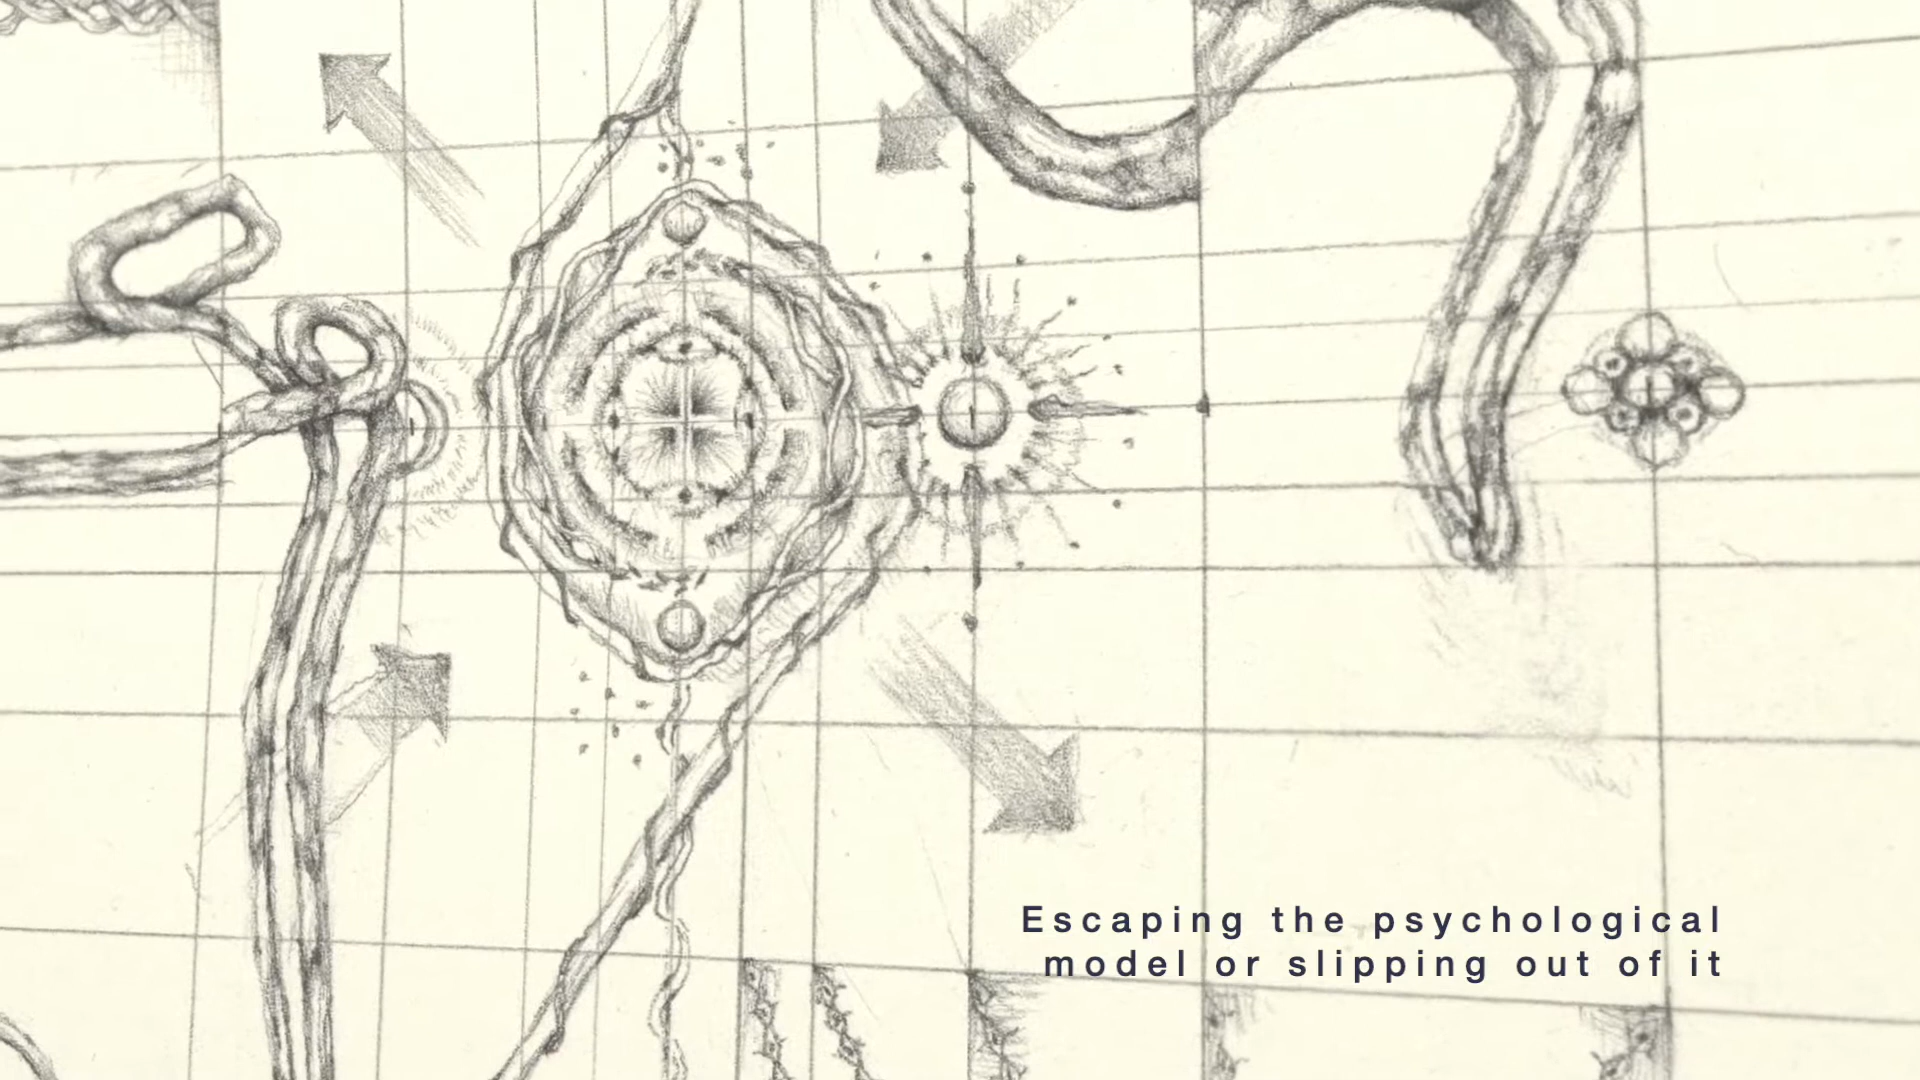 Escaping the psychological
model or slipping out of it